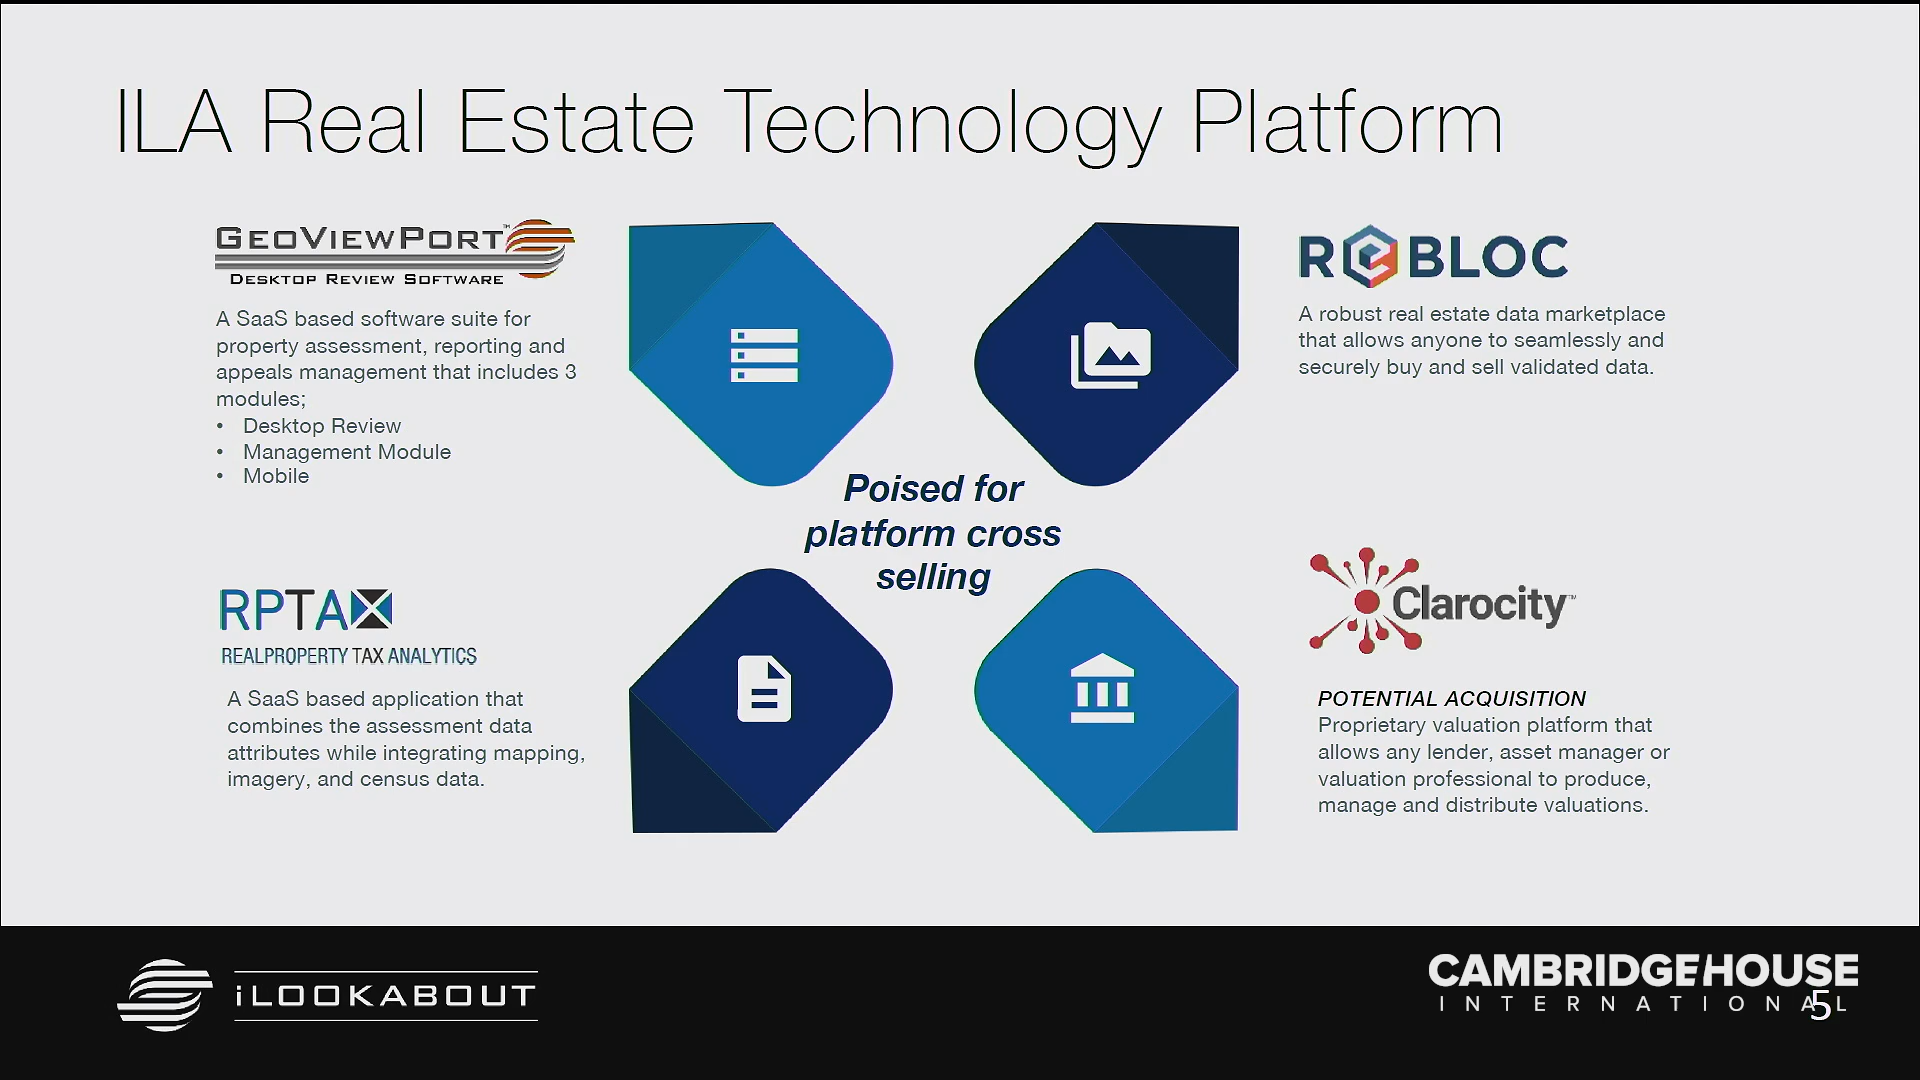 ILA Real Estate Technology Platform
GEOVIEWPORT™
DESKTOP REVIEW SOFTWARE
A SaaS based software suite for
property assessment, reporting and
appeals management that includes 3
modules;
• Desktop Review
• Management Module
• Mobile
REBLOC
A robust real estate data marketplace
that allows anyone to seamlessly and
securely buy and sell validated data.
Poised for
platform cross
selling
RPTAX
REALPROPERTY TAX ANALYTICS
A SaaS based application that
combines the assessment data
attributes while integrating mapping,
imagery, and census data.
Clarocity™
POTENTIAL ACQUISITION
Proprietary valuation platform that
allows any lender, asset manager or
valuation professional to produce,
manage and distribute valuations.
iLOOKABOUT
CAMBRIDGEHOUSE
INTERNATIONAL
5